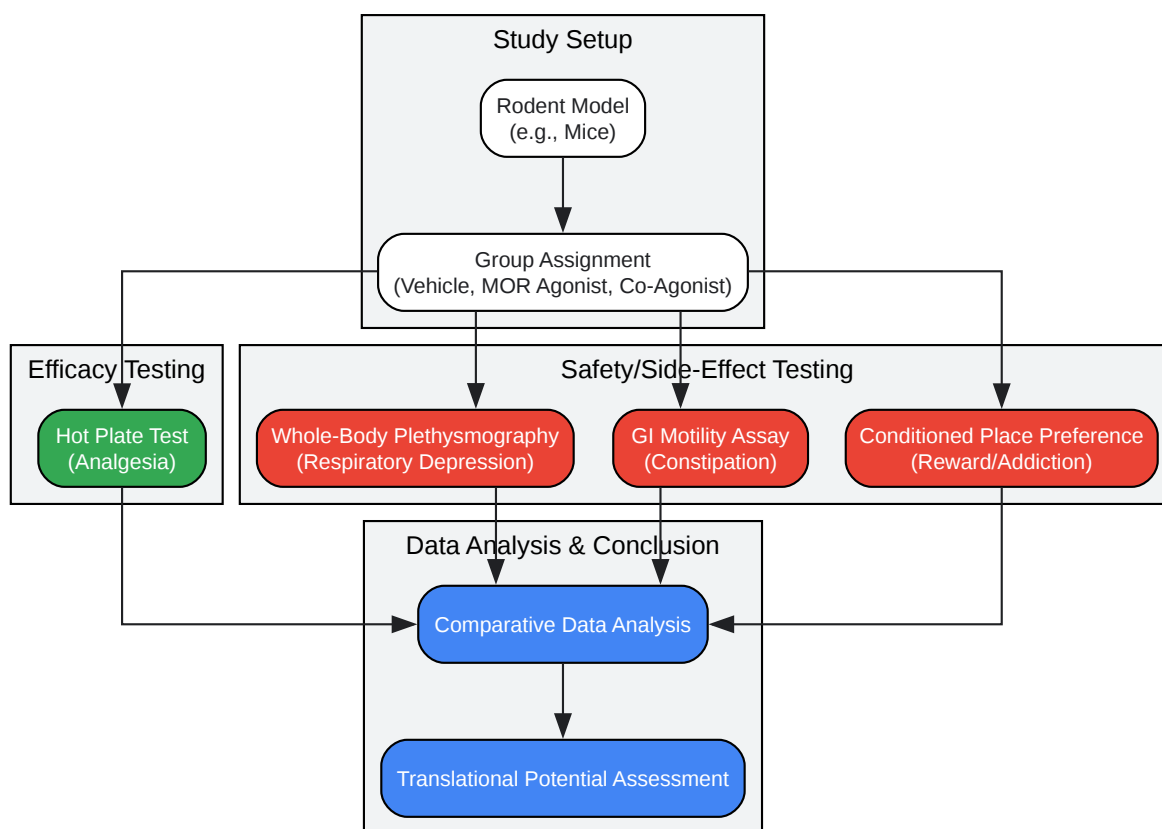 Study Setup
Rodent Model
(e.g., Mice)
Group Assignment
(Vehicle, MOR Agonist, Co-Agonist)
Efficacy Testing
Safety/Side-Effect Testing
Hot Plate Test
(Analgesia)
Whole-Body Plethysmography
(Respiratory Depression)
GI Motility Assay
(Constipation)
Conditioned Place Preference
(Reward/Addiction)
Data Analysis & Conclusion
Comparative Data Analysis
Translational Potential Assessment